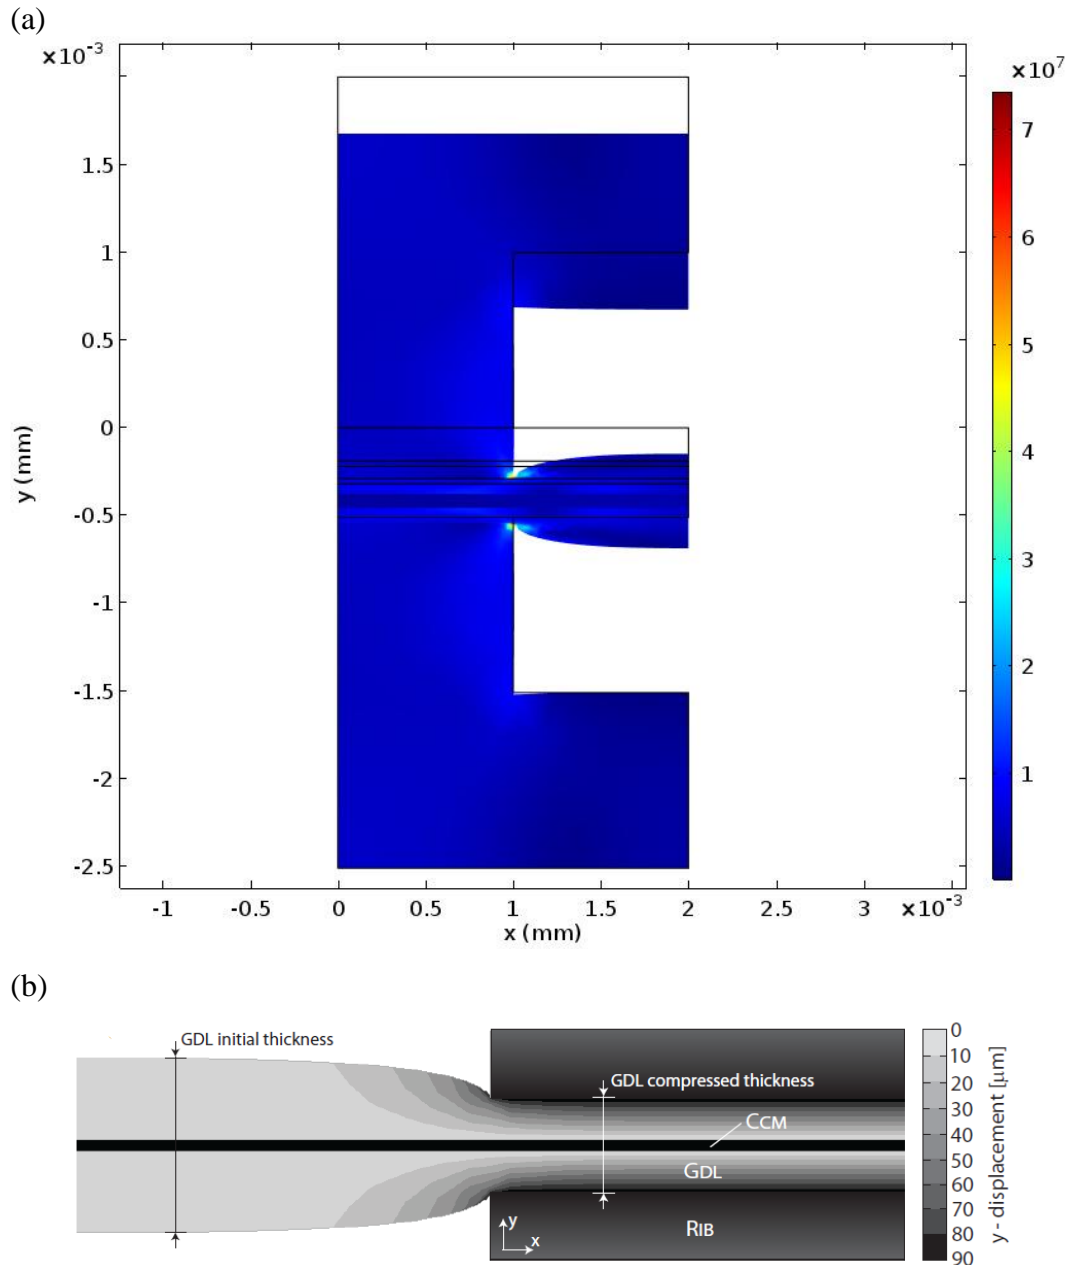 (a)
×10⁻³
×10⁷
7
1.5
6
1
0.5
5
0
4
y (mm)
-0.5
3
-1
2
-1.5
1
-2
-2.5
-1 -0.5 0 0.5 1 1.5 2 2.5 3 ×10⁻³
x (mm)
(b)
GDL initial thickness
GDL compressed thickness
CCM
GDL
RIB
y
x
0
10
20
30
40
50
60
70
80
90
y - displacement [μm]